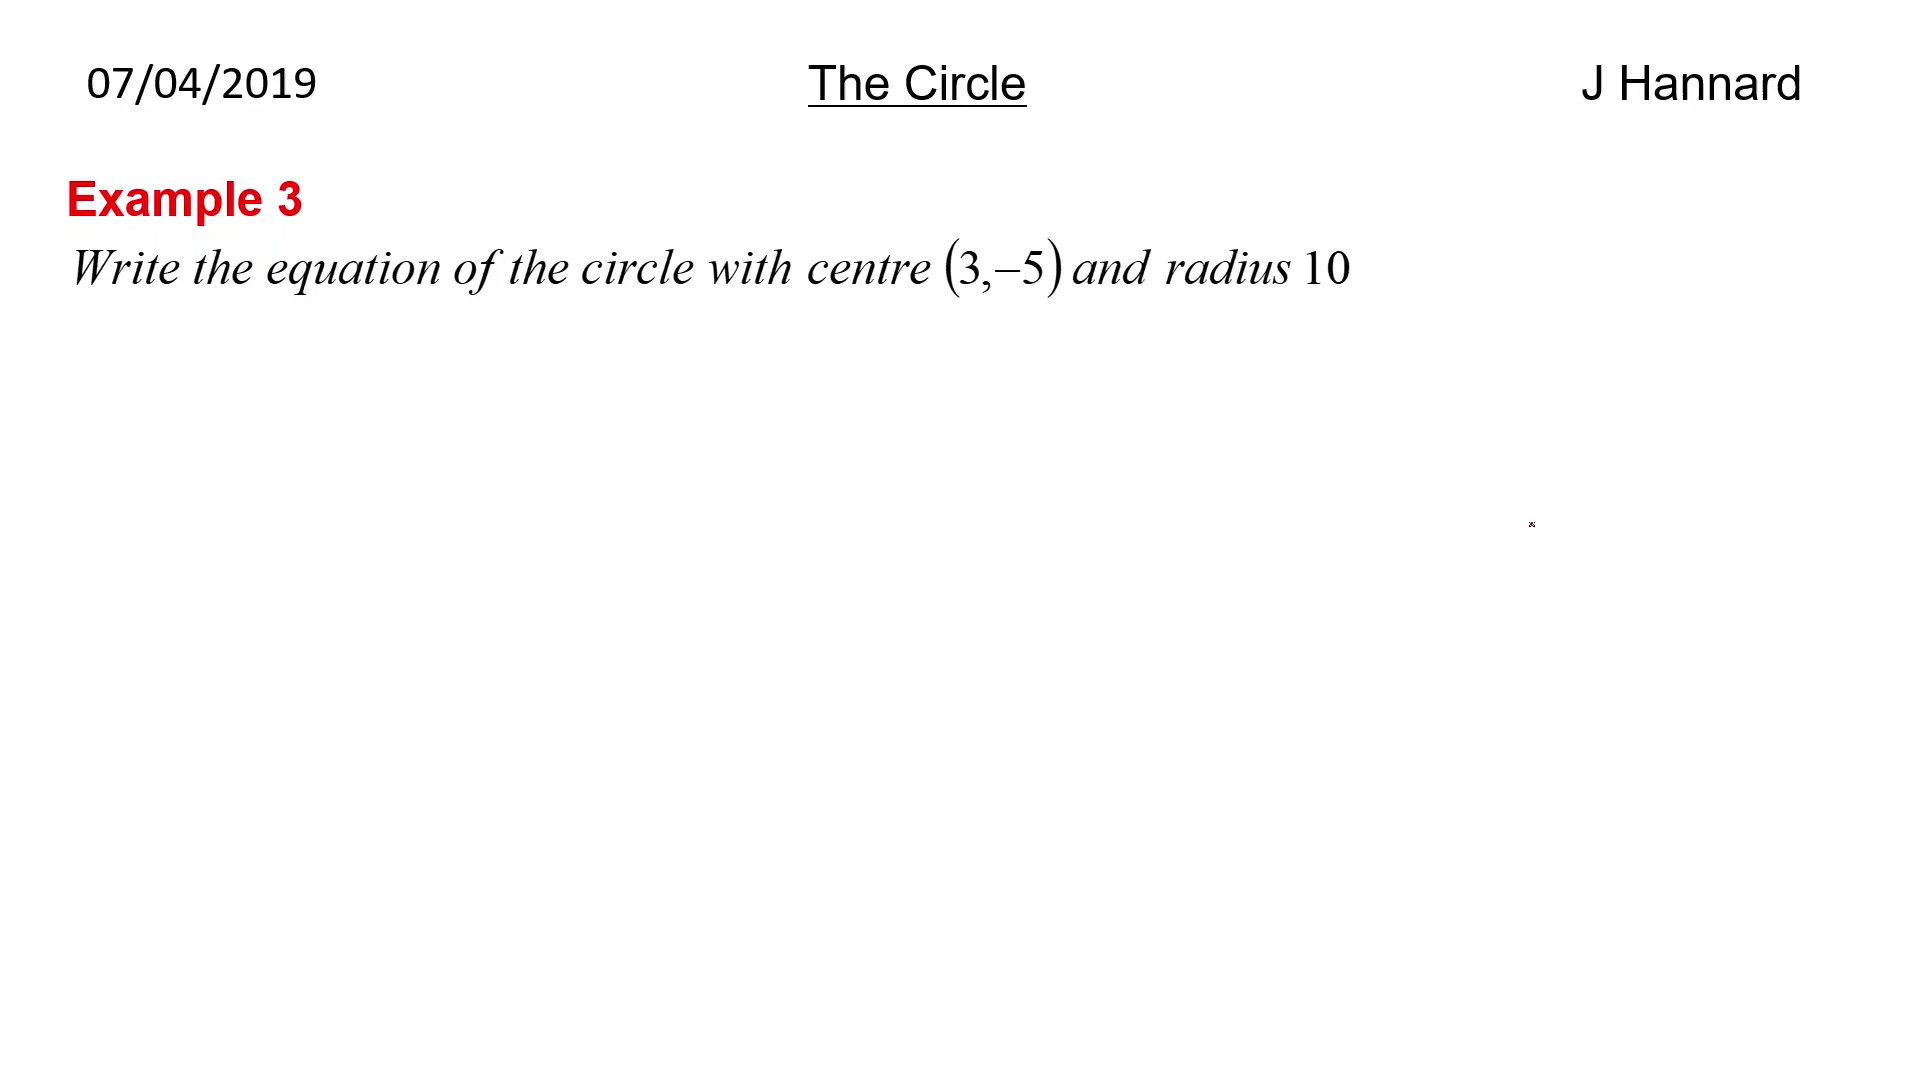 07/04/2019 The Circle J Hannard
Example 3
Write the equation of the circle with centre (3,–5) and radius 10